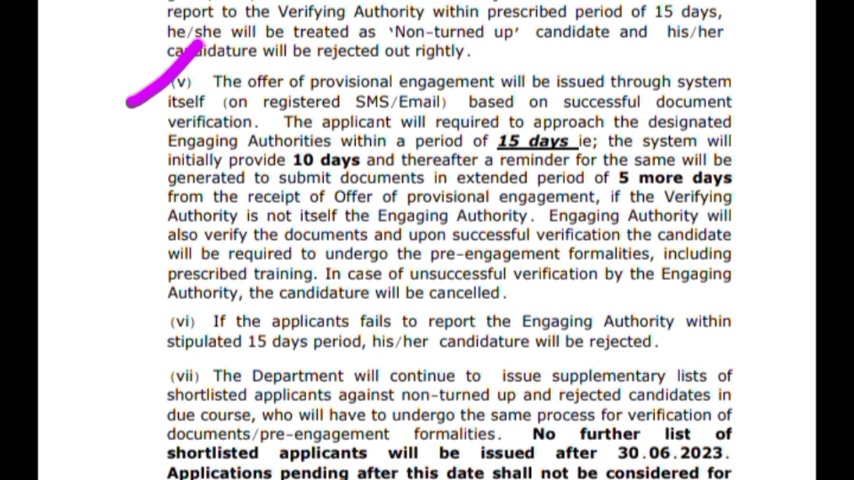 report to the Verifying Authority within prescribed period of 15 days,
he/she will be treated as 'Non-turned up' candidate and his/her
candidature will be rejected out rightly.
(v) The offer of provisional engagement will be issued through system
itself (on registered SMS/Email) based on successful document
verification. The applicant will required to approach the designated
Engaging Authorities within a period of 15 days ie; the system will
initially provide 10 days and thereafter a reminder for the same will be
generated to submit documents in extended period of 5 more days
from the receipt of Offer of provisional engagement, if the Verifying
Authority is not itself the Engaging Authority. Engaging Authority will
also verify the documents and upon successful verification the candidate
will be required to undergo the pre-engagement formalities, including
prescribed training. In case of unsuccessful verification by the Engaging
Authority, the candidature will be cancelled.
(vi) If the applicants fails to report the Engaging Authority within
stipulated 15 days period, his/her candidature will be rejected.
(vii) The Department will continue to issue supplementary lists of
shortlisted applicants against non-turned up and rejected candidates in
due course, who will have to undergo the same process for verification of
documents/pre-engagement formalities. No further list of
shortlisted applicants will be issued after 30.06.2023.
Applications pending after this date shall not be considered for